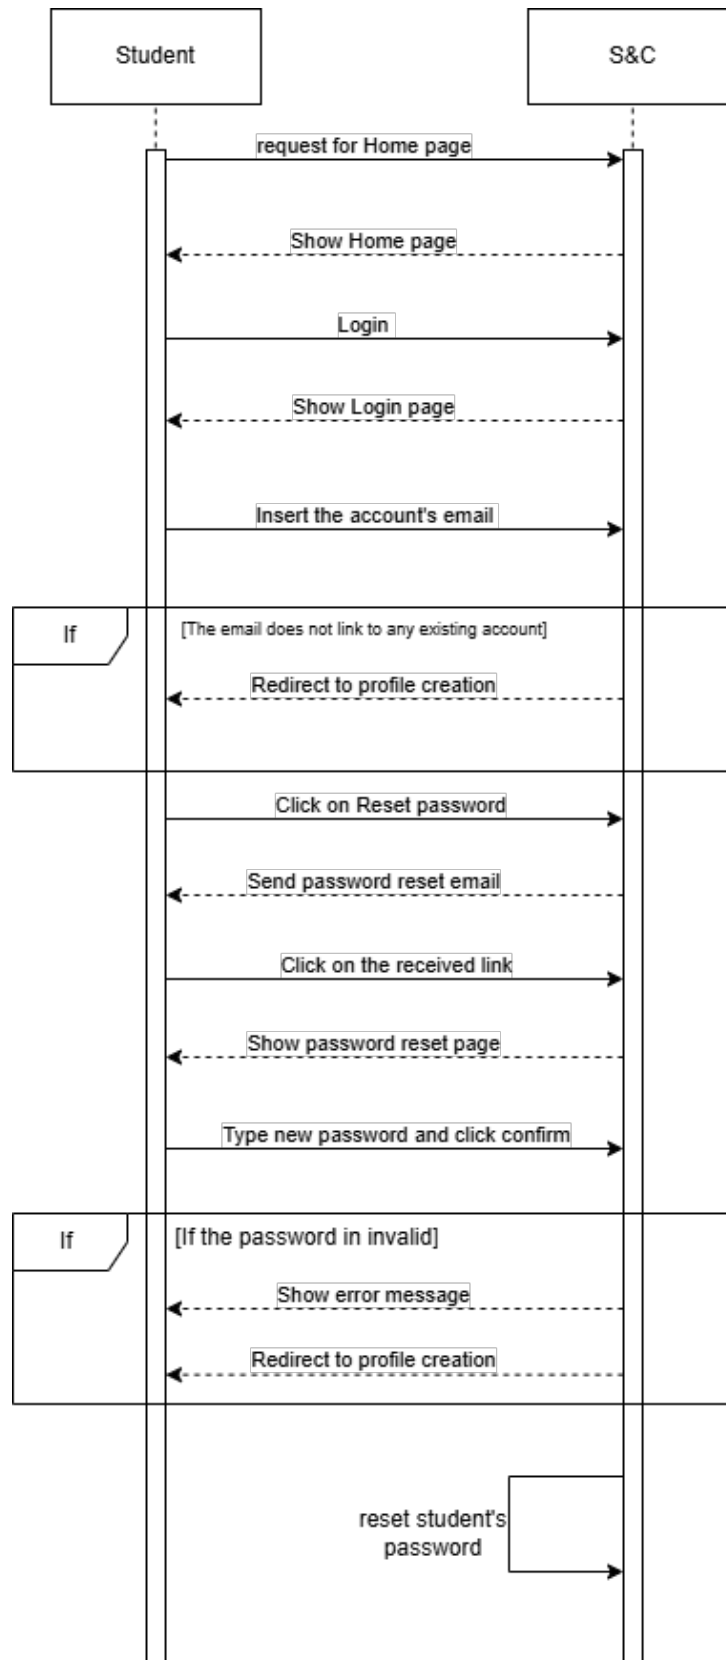 Student
S&C
request for Home page
Show Home page
Login
Show Login page
Insert the account's email
If
[The email does not link to any existing account]
Redirect to profile creation
Click on Reset password
Send password reset email
Click on the received link
Show password reset page
Type new password and click confirm
If
[If the password in invalid]
Show error message
Redirect to profile creation
reset student's
password